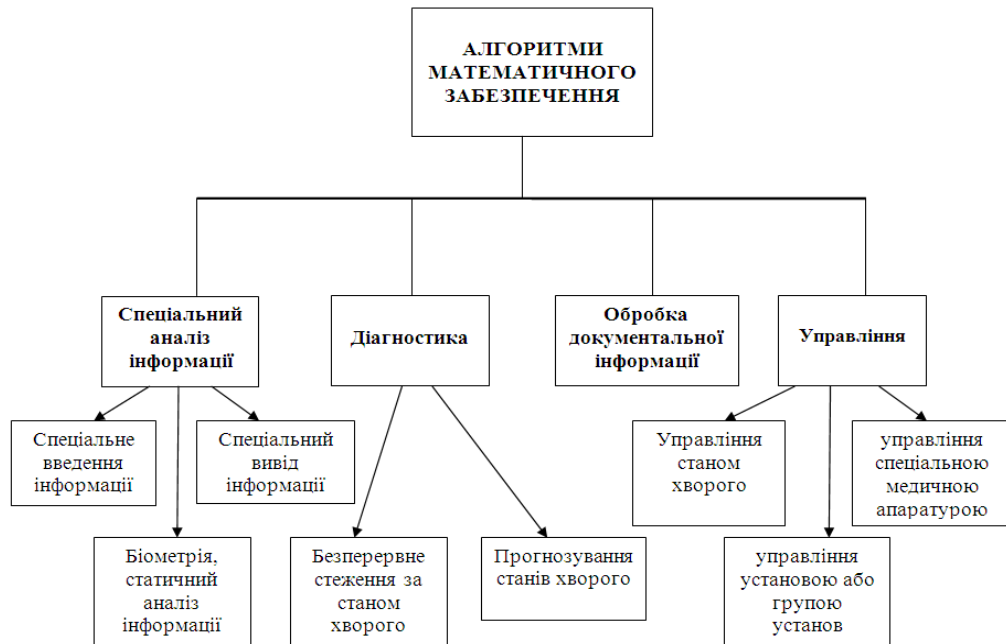 АЛГОРИТМИ
МАТЕМАТИЧНОГО
ЗАБЕЗПЕЧЕННЯ
Спеціальний
аналіз
інформації
Діагностика
Обробка
документальної
інформації
Управління
Спеціальне
введення
інформації
Спеціальний
вивід
інформації
Управління
станом
хворого
управління
спеціальною
медичною
апаратурою
Біометрія,
статичний
аналіз
інформації
Безперервне
стеження за
станом
хворого
Прогнозування
станів хворого
управління
установою або
групою
установ